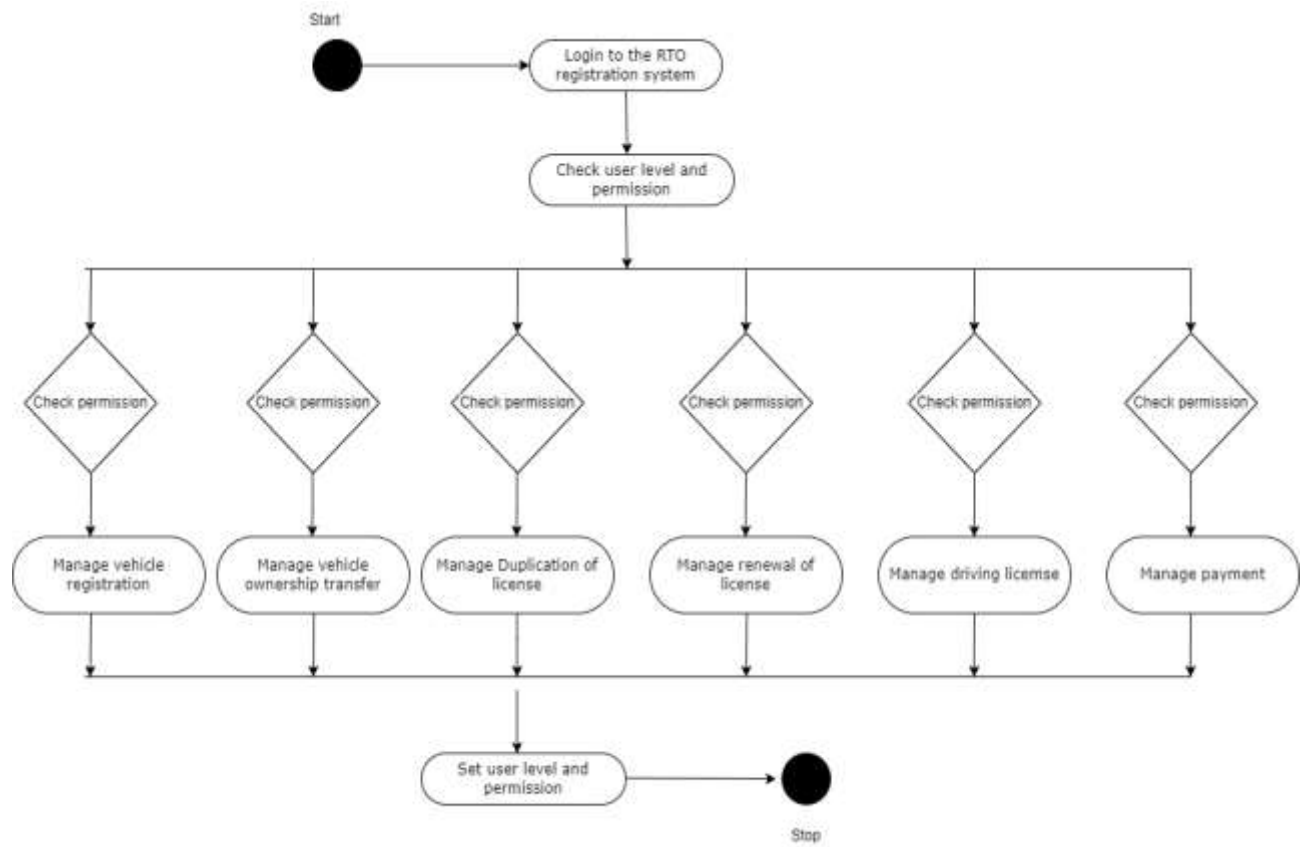 Start
Login to the RTO
registration system
Check user level and
permission
Check permission
Check permission
Check permission
Check permission
Check permission
Check permission
Manage vehicle
registration
Manage vehicle
ownership transfer
Manage Duplication of
license
Manage renewal of
license
Manage driving licemse
Manage payment
Set user level and
permission
Stop